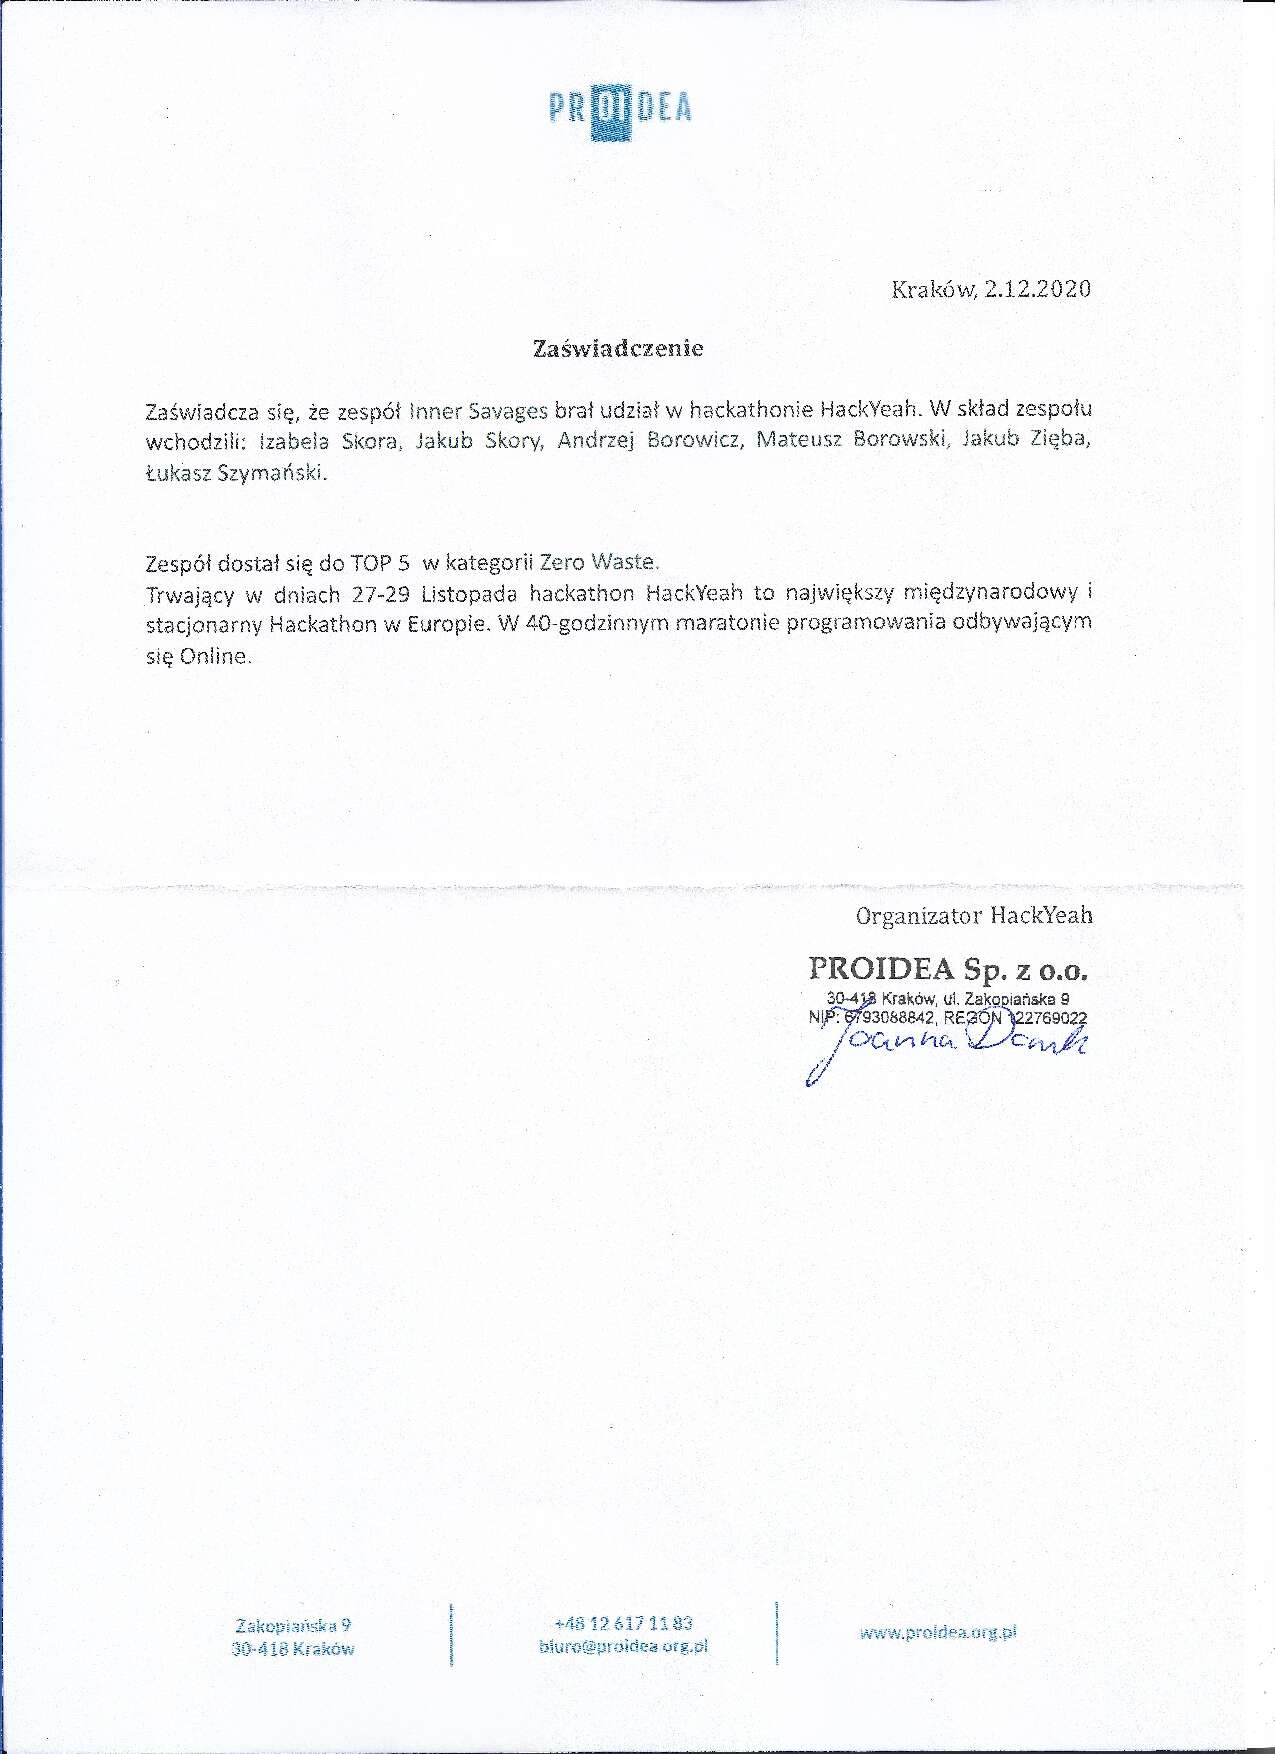 PROIDEA
Kraków, 2.12.2020
Zaświadczenie
Zaświadcza się, że zespół Inner Savages brał udział w hackathonie HackYeah. W skład zespołu
wchodzili: Izabela Skora, Jakub Skory, Andrzej Borowicz, Mateusz Borowski, Jakub Zięba,
Łukasz Szymański.
Zespół dostał się do TOP 5 w kategorii Zero Waste.
Trwający w dniach 27-29 Listopada hackathon HackYeah to największy międzynarodowy i
stacjonarny Hackathon w Europie. W 40-godzinnym maratonie programowania odbywającym
się Online.
Organizator HackYeah
PROIDEA Sp. z o.o.
30-418 Kraków, ul. Zakopiańska 9
NIP: 6793088842, REGON 122769022
Joanna
Zakopiańska 9
30-418 Kraków
+48 12 617 11 83
biuro@proidea.org.pl
www.proidea.org.pl